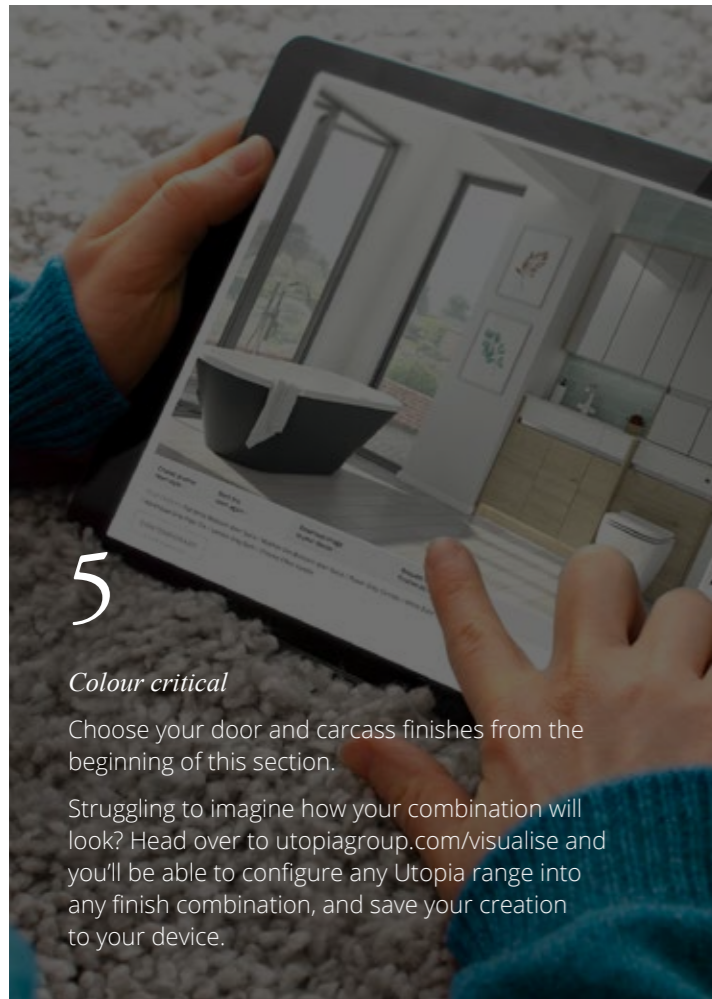 5
Colour critical
Choose your door and carcass finishes from the
beginning of this section.
Struggling to imagine how your combination will
look? Head over to utopiagroup.com/visualise and
you’ll be able to configure any Utopia range into
any finish combination, and save your creation
to your device.